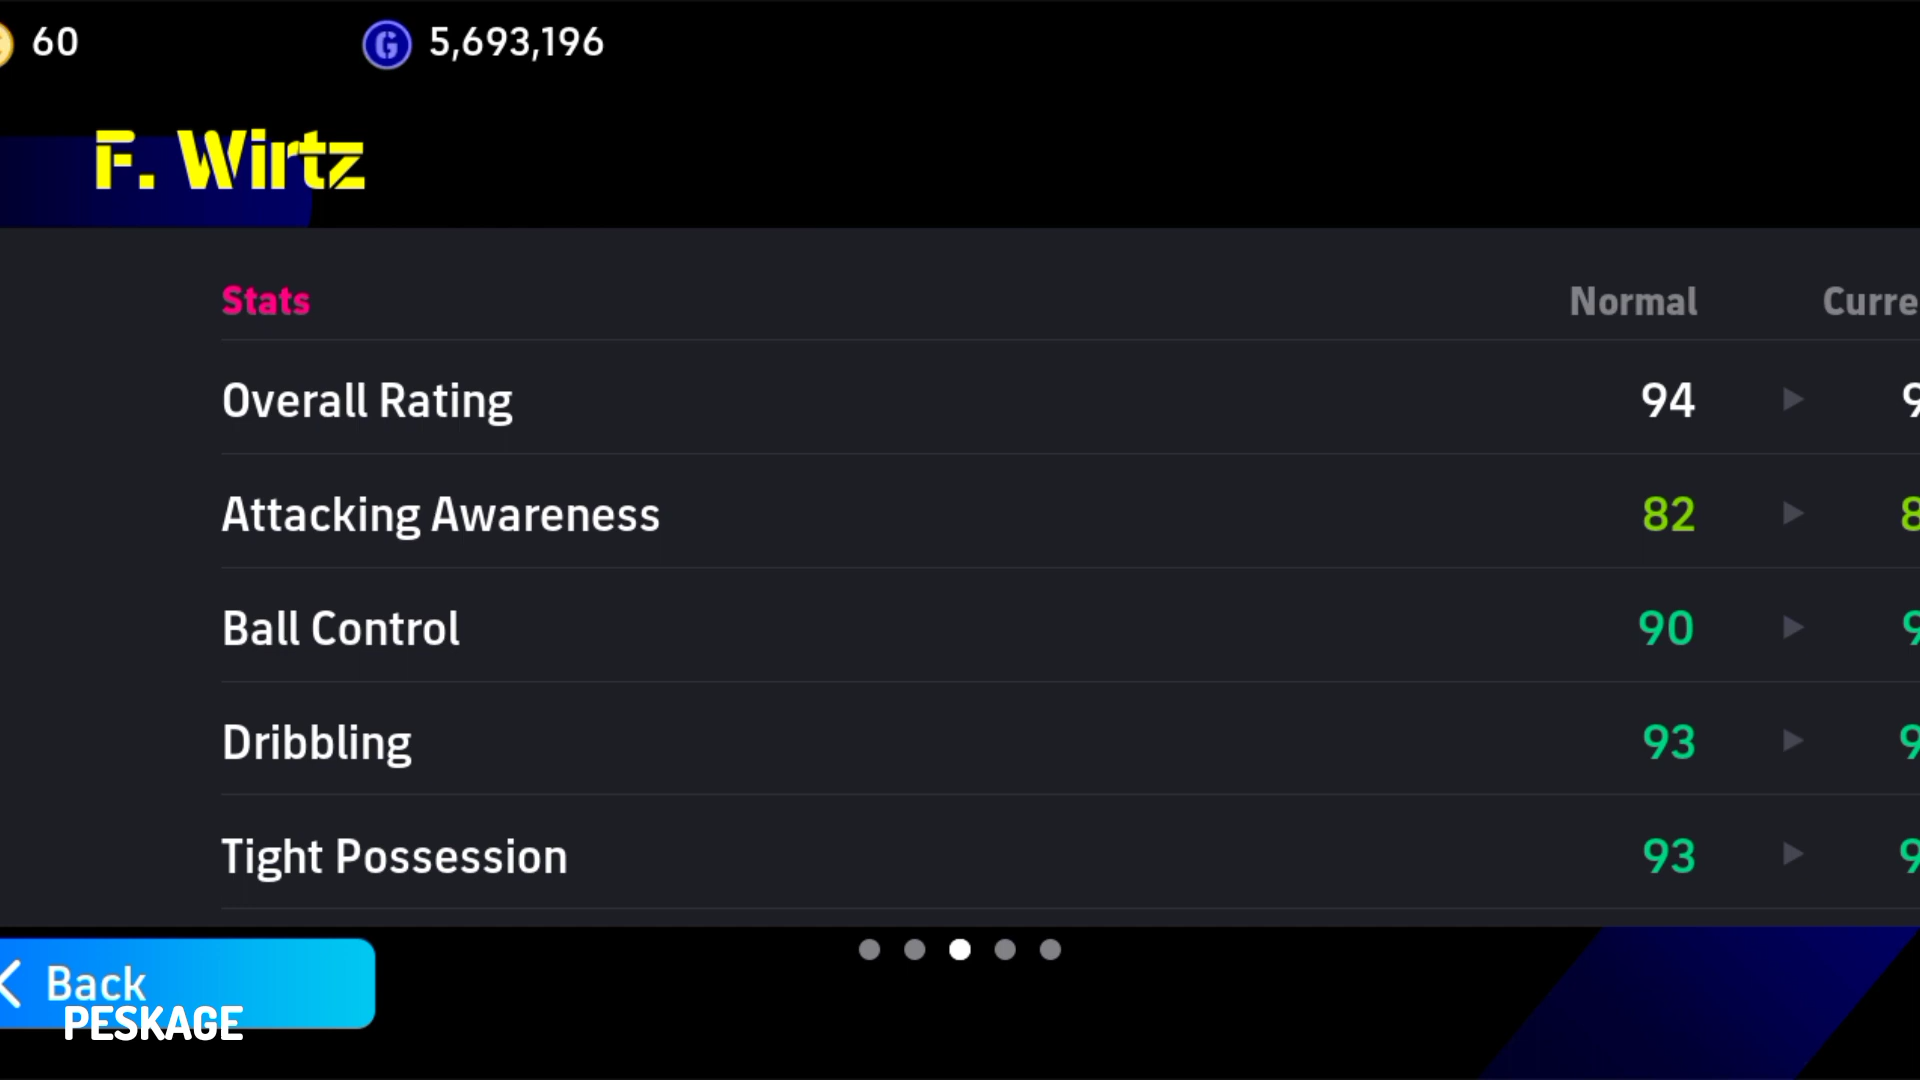 60 5,693,196
F. Wirtz
Stats Normal
Overall Rating 94
Attacking Awareness 82
Ball Control 90
Dribbling 93
Tight Possession 93
Back
PESKAGE